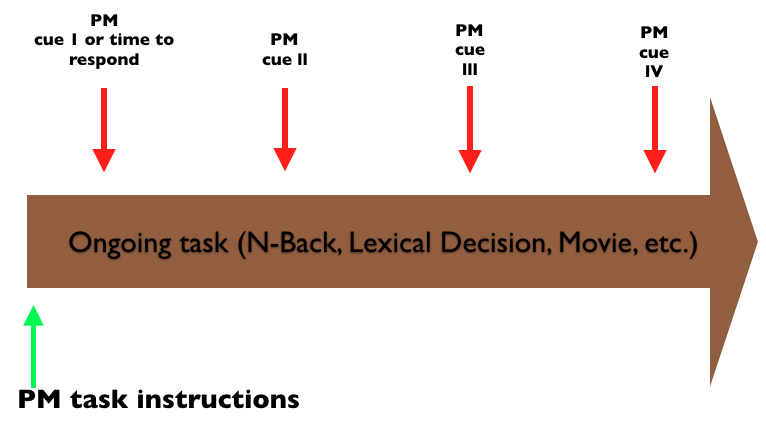 PM
cue 1 or time to
respond
PM
cue II
PM
cue
III
PM
cue
IV
Ongoing task (N-Back, Lexical Decision, Movie, etc.)
PM task instructions